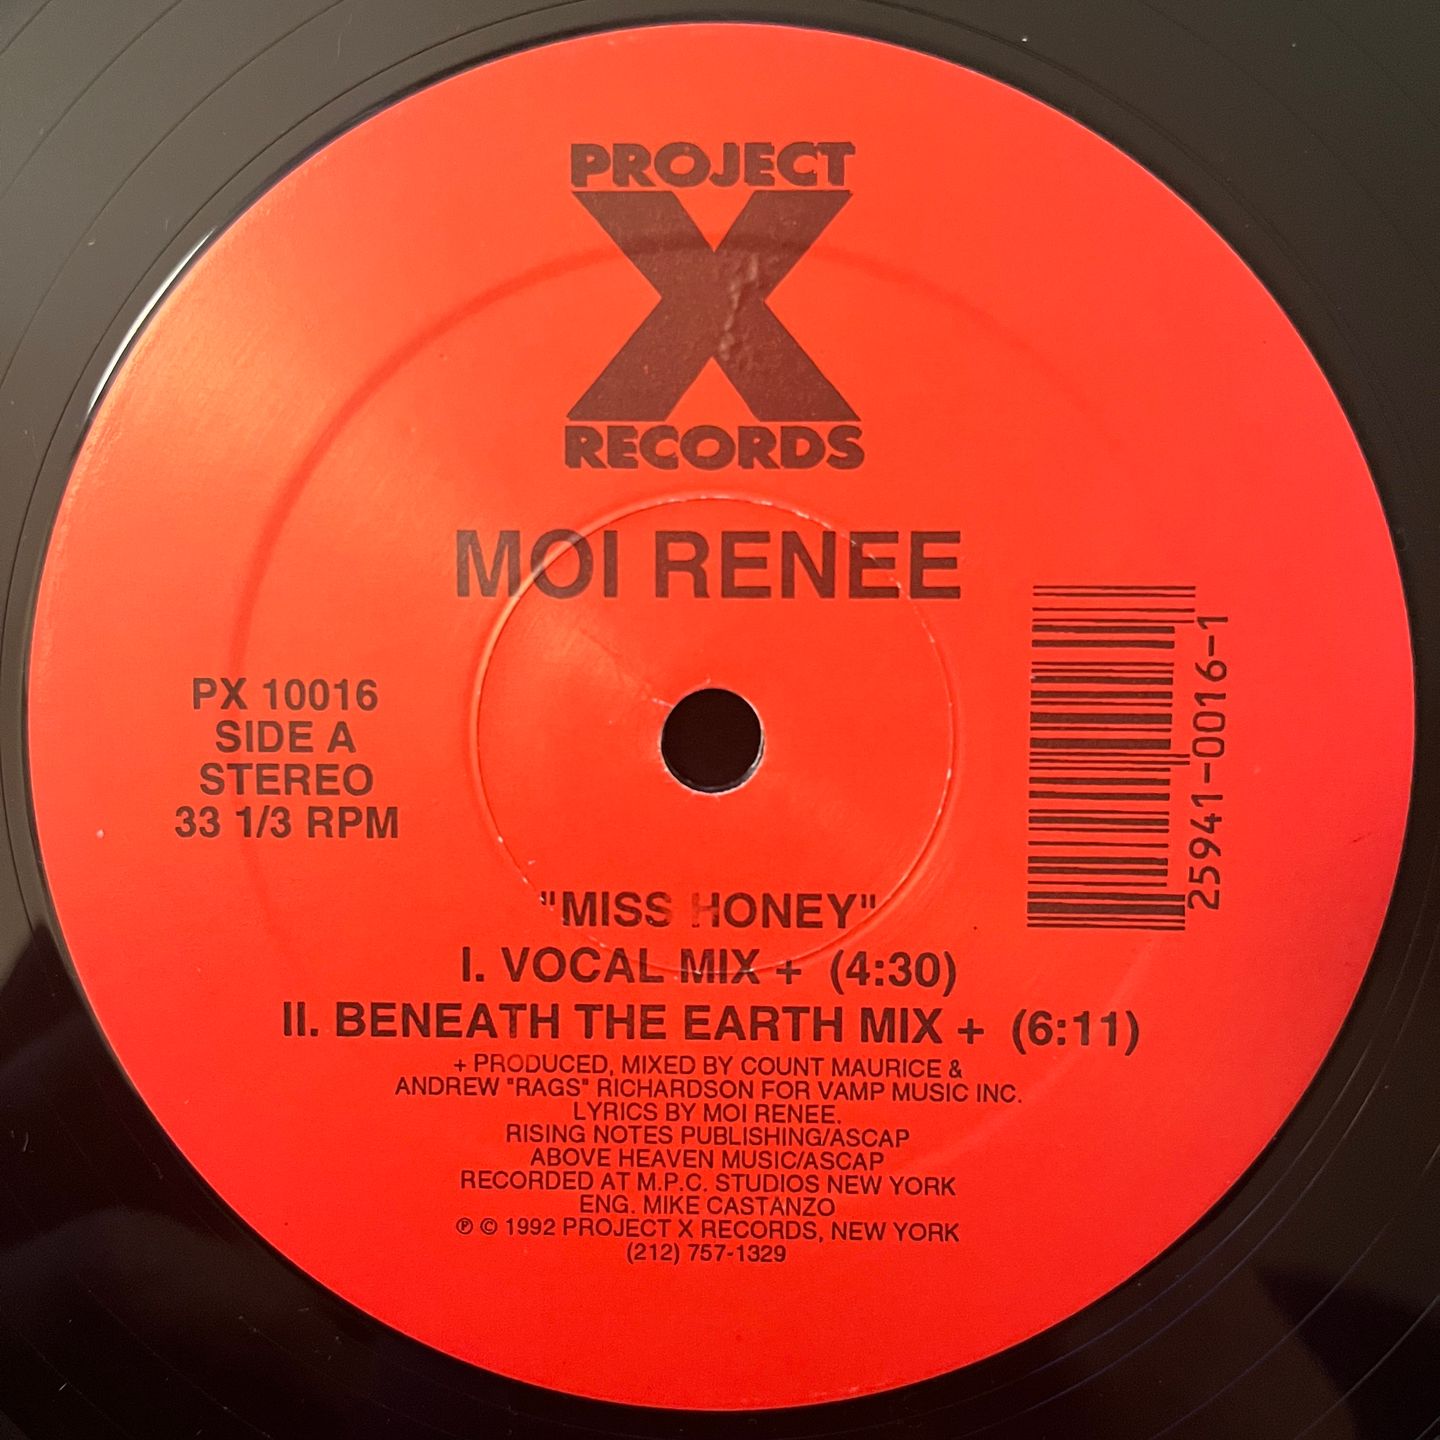 PROJECT
X
RECORDS
MOI RENEE
PX 10016
SIDE A
STEREO
33 1/3 RPM
25941-0016-1
"MISS HONEY"
I. VOCAL MIX + (4:30)
II. BENEATH THE EARTH MIX + (6:11)
+ PRODUCED, MIXED BY COUNT MAURICE &
ANDREW "RAGS" RICHARDSON FOR VAMP MUSIC INC.
LYRICS BY MOI RENEE.
RISING NOTES PUBLISHING/ASCAP
ABOVE HEAVEN MUSIC/ASCAP
RECORDED AT M.P.C. STUDIOS NEW YORK
ENG. MIKE CASTANZO
℗ © 1992 PROJECT X RECORDS, NEW YORK
(212) 757-1329